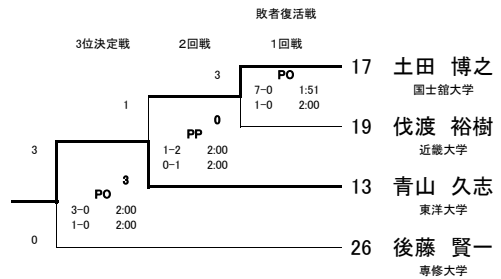 敗者復活戦
3位決定戦 2回戦 1回戦
3 PO 17 土田 博之
7-0 1:51 国士舘大学
1 1-0 2:00
0 19 伐渡 裕樹
PP 近畿大学
3 1-2 2:00
0-1 2:00
3 13 青山 久志
PO 東洋大学
3-0 2:00
0 1-0 2:00
26 後藤 賢一
専修大学